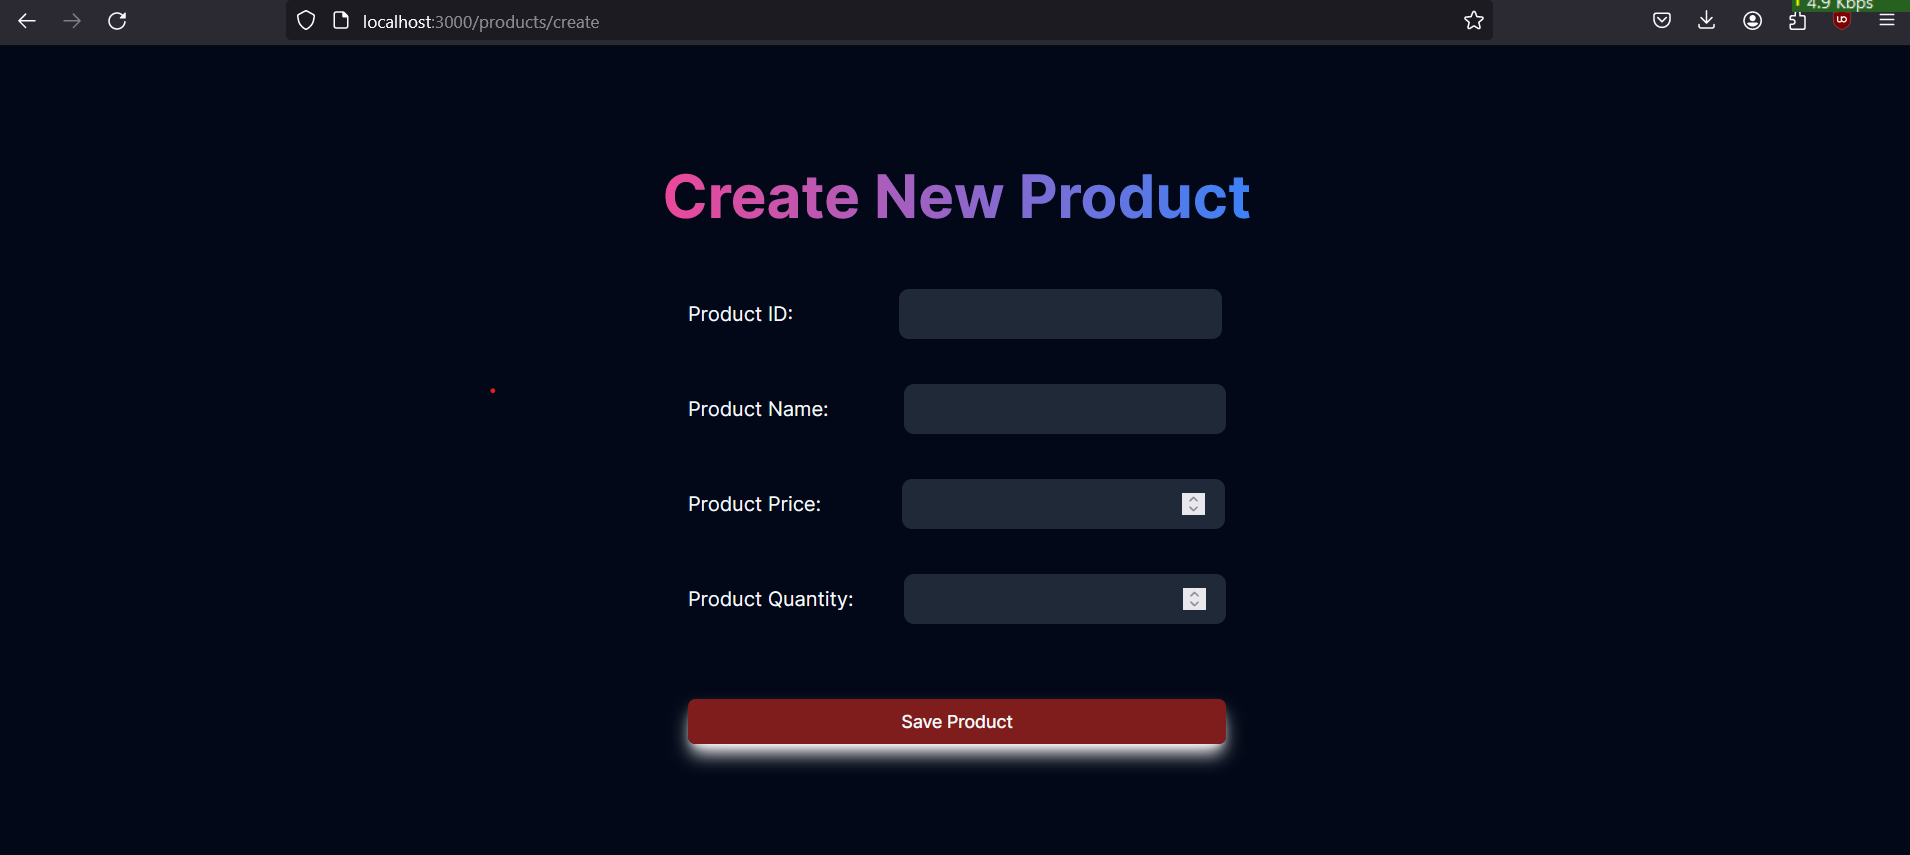 4.9 Kbps
localhost:3000/products/create
Create New Product
Product ID:
Product Name:
Product Price:
Product Quantity:
Save Product